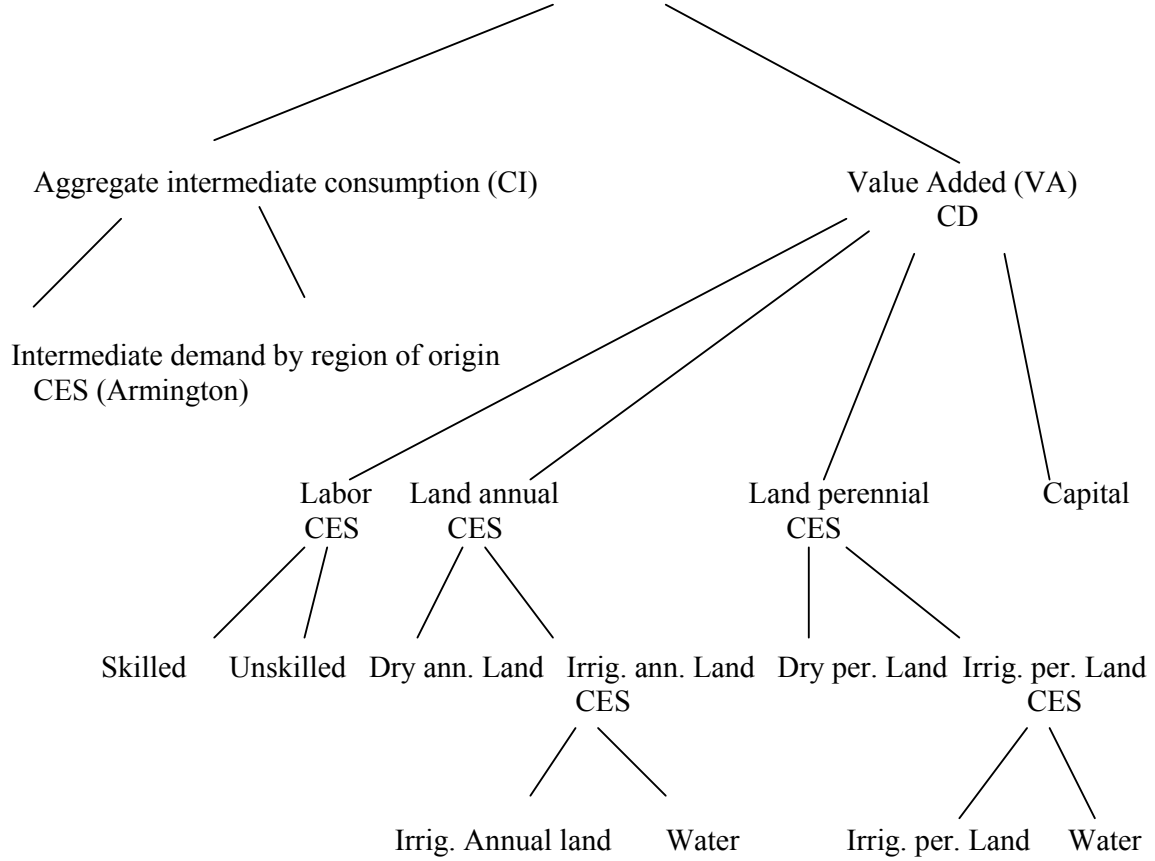 Aggregate intermediate consumption (CI)
Value Added (VA)
CD
Intermediate demand by region of origin
CES (Armington)
Labor
CES
Land annual
CES
Land perennial
CES
Capital
Skilled
Unskilled
Dry ann. Land
Irrig. ann. Land
CES
Dry per. Land
Irrig. per. Land
CES
Irrig. Annual land
Water
Irrig. per. Land
Water